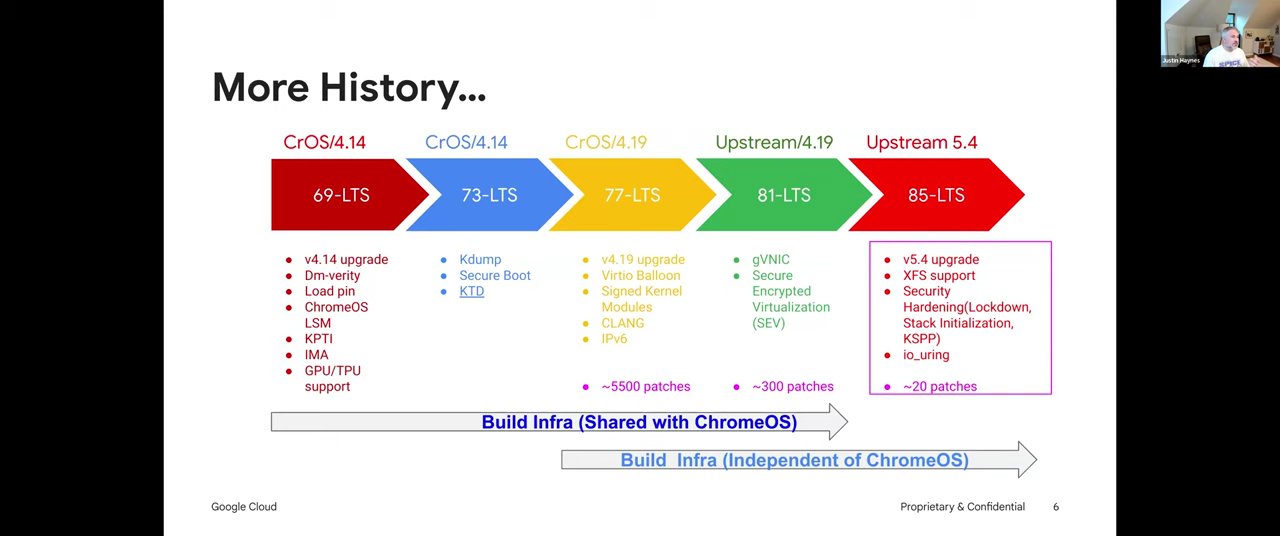 Justin Haynes
More History...
CrOS/4.14
CrOS/4.14
CrOS/4.19
Upstream/4.19
Upstream 5.4
69-LTS
73-LTS
77-LTS
81-LTS
85-LTS
● v4.14 upgrade
● Dm-verity
● Load pin
● ChromeOS
LSM
● KPTI
● IMA
● GPU/TPU
support
● Kdump
● Secure Boot
● KTD
● v4.19 upgrade
● Virtio Balloon
● Signed Kernel
Modules
● CLANG
● IPv6
● ~5500 patches
● gVNIC
● Secure
Encrypted
Virtualization
(SEV)
● ~300 patches
● v5.4 upgrade
● XFS support
● Security
Hardening(Lockdown,
Stack Initialization,
KSPP)
● io_uring
● ~20 patches
Build Infra (Shared with ChromeOS)
Build Infra (Independent of ChromeOS)
Google Cloud
Proprietary & Confidential
6